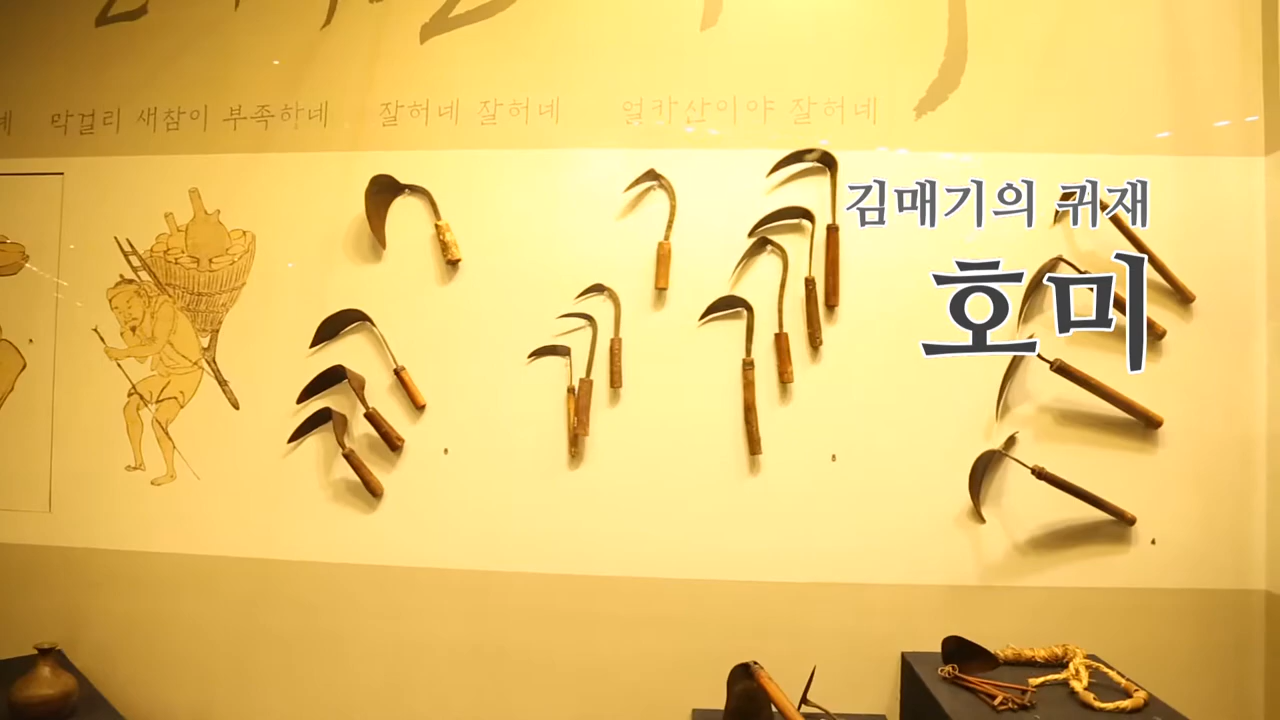 막걸리 새참이 부족하네 잘허네 잘허네 얼카산이야 잘허네
김매기의 귀재
호미